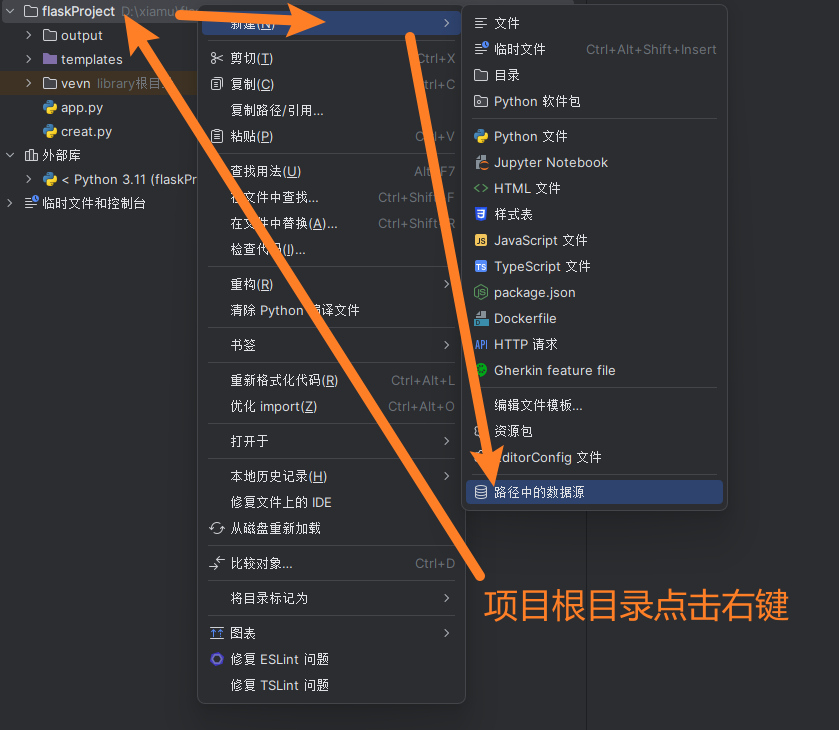 flaskProject D:\xiamu\fl
output
templates
vevn library根目
app.py
creat.py
外部库
< Python 3.11 (flaskPr
临时文件和控制台
新建(N)
剪切(T) Ctrl+X
复制(C) Ctrl+C
复制路径/引用...
粘贴(P) Ctrl+V
查找用法(U) Alt+F7
在文件中查找... Ctrl+Shift+F
在文件中替换(A)... Ctrl+Shift+R
检查代码(I)...
重构(R)
清除 Python 编译文件
书签
重新格式化代码(R) Ctrl+Alt+L
优化 import(Z) Ctrl+Alt+O
打开于
本地历史记录(H)
修复文件上的 IDE
从磁盘重新加载
比较对象... Ctrl+D
将目录标记为
图表
修复 ESLint 问题
修复 TSLint 问题
文件
临时文件 Ctrl+Alt+Shift+Insert
目录
Python 软件包
Python 文件
Jupyter Notebook
HTML 文件
样式表
JavaScript 文件
TypeScript 文件
package.json
Dockerfile
API HTTP 请求
Gherkin feature file
编辑文件模板...
资源包
EditorConfig 文件
路径中的数据源
项目根目录点击右键